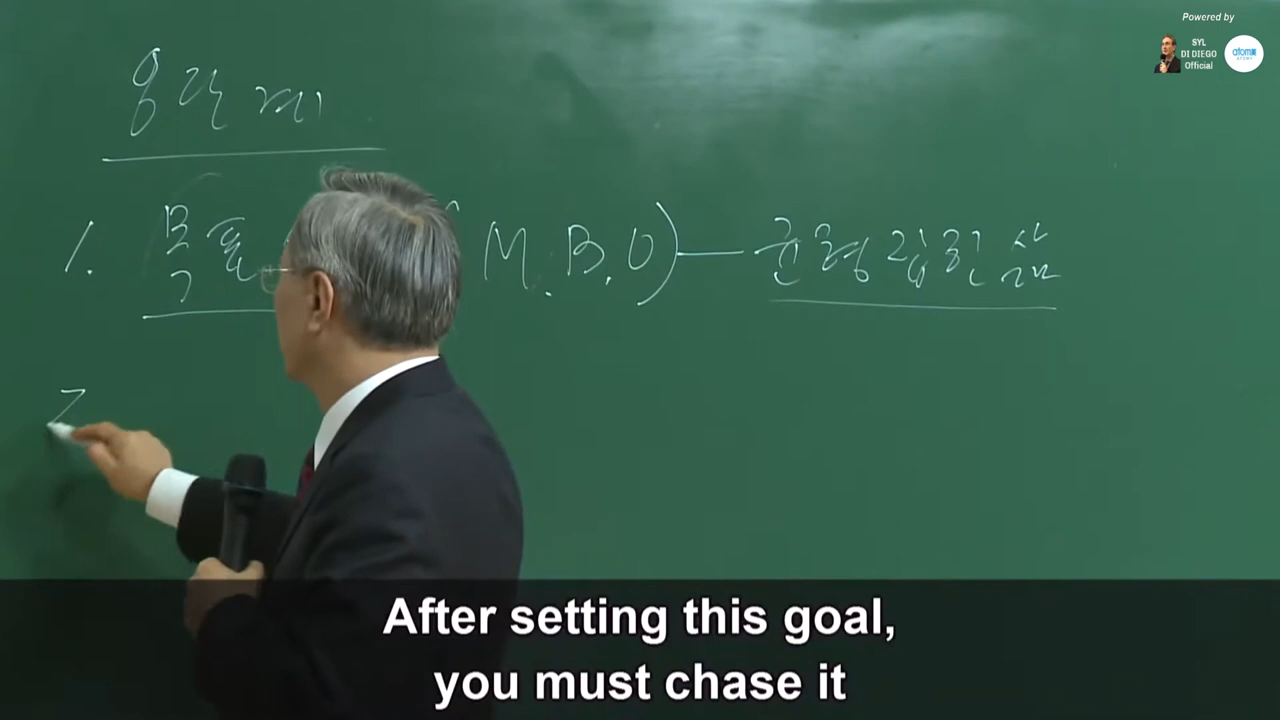 Powered by
SYL
DI DIEGO
Official
atomy
1. 목표 (M.B.O) — 균형잡힌 삶
2
After setting this goal,
you must chase it